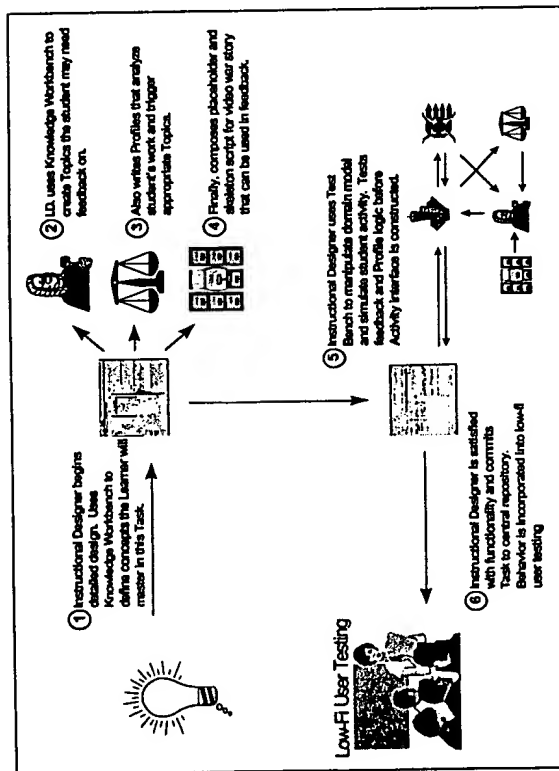 ① Instructional Designer begins
detailed design. Uses
Knowledge Workbench to
define concepts the Learner will
master in this Task.
② I.D. uses Knowledge Workbench to
create Topics the student may need
feedback on.
③ Also writes Profiles that analyze
student's work and trigger
appropriate Topics.
④ Finally, composes placeholder and
skeleton script for video war story
that can be used in feedback.
⑤ Instructional Designer uses Test
Bench to manipulate domain model
and simulate student activity. Tests
feedback and Profile logic before
Activity Interface is constructed.
⑥ Instructional Designer is satisfied
with functionality and commits
Task to central repository.
Behavior is incorporated into low-fi
user testing
Low-Fi User Testing